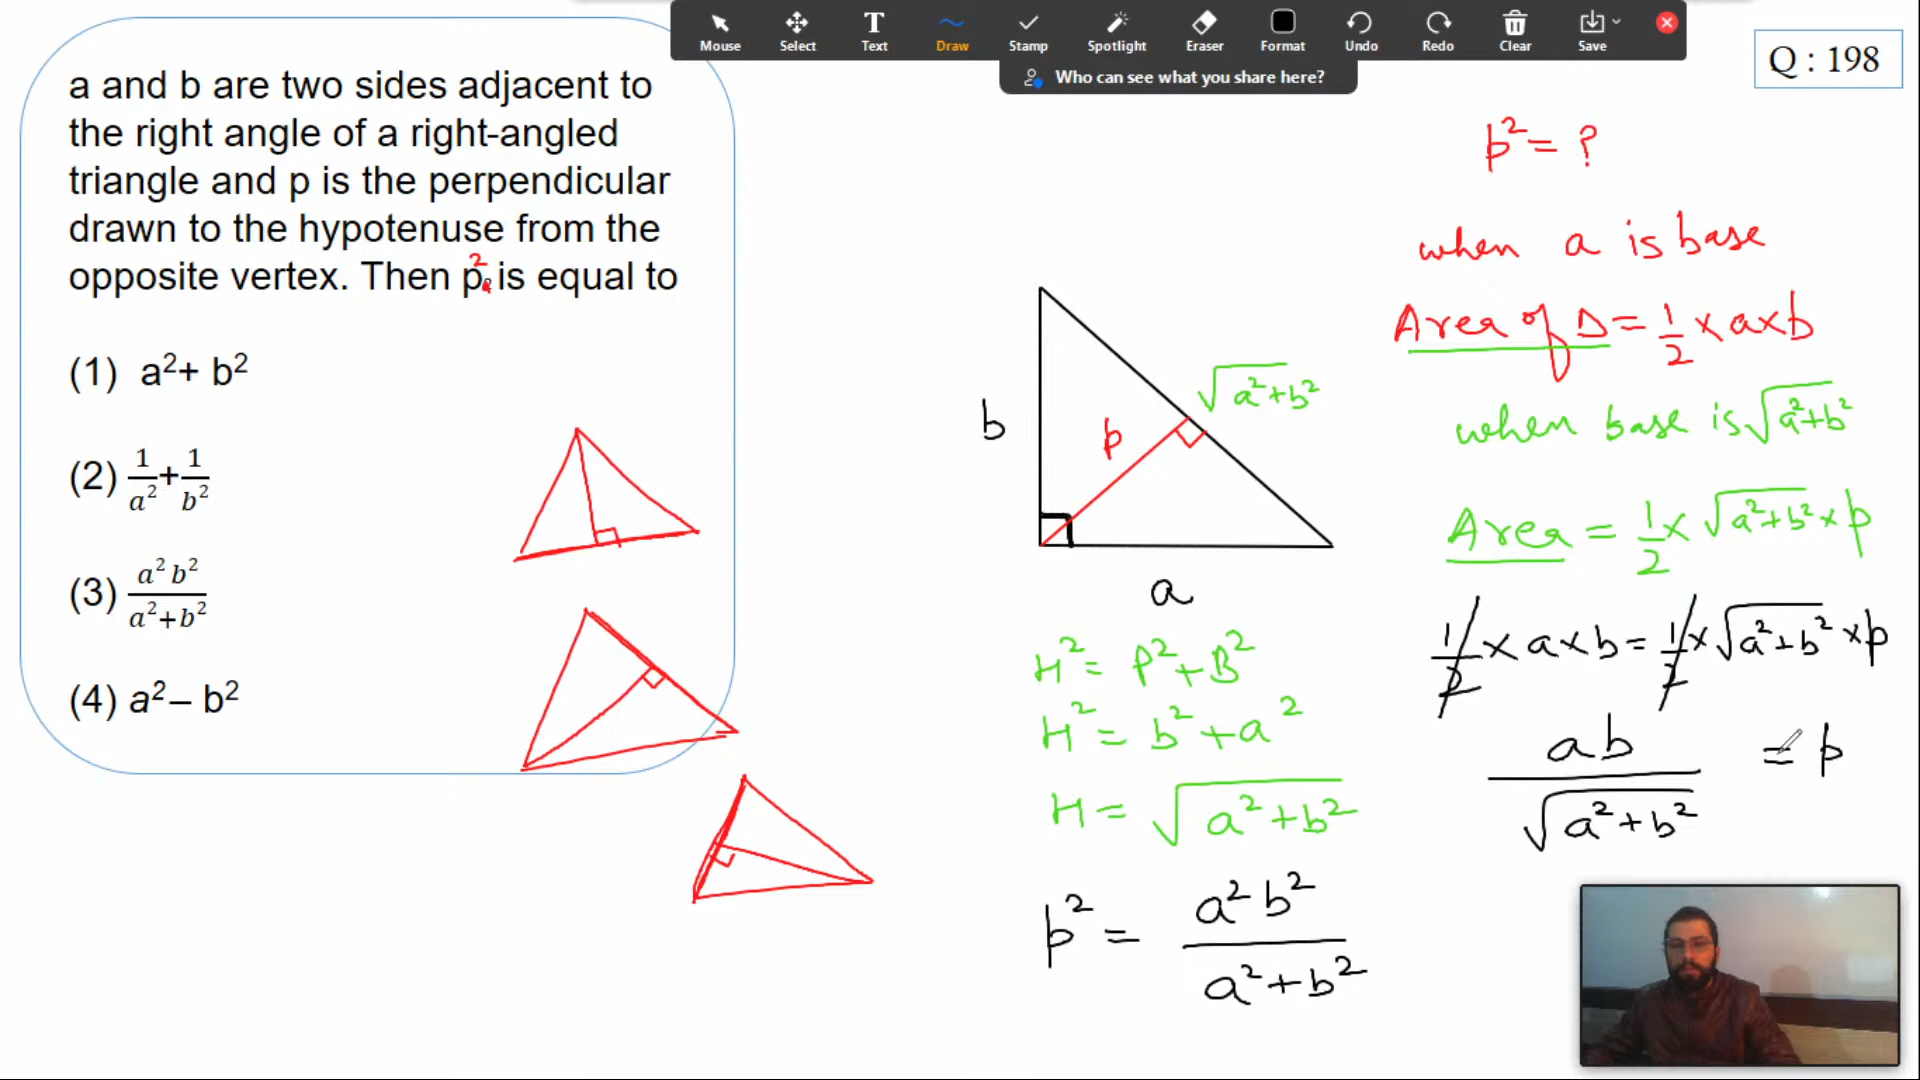 Mouse Select Text Draw Stamp Spotlight Eraser Format Undo Redo Clear Save
Who can see what you share here?
Q : 198
a and b are two sides adjacent to
the right angle of a right-angled
triangle and p is the perpendicular
drawn to the hypotenuse from the
opposite vertex. Then p² is equal to
(1) a²+ b²
(2) 1/a²+1/b²
(3) a² b²/a²+b²
(4) a²– b²
b
p
√a²+b²
a
H² = P²+B²
H² = b²+a²
H = √a²+b²
p² = a² b²/a²+b²
p² = ?
when a is base
Area of Δ = 1/2 × a×b
when base is √a²+b²
Area = 1/2 × √a²+b² × p
1/2 × a×b = 1/2 × √a²+b² × p
ab/√a²+b² = p